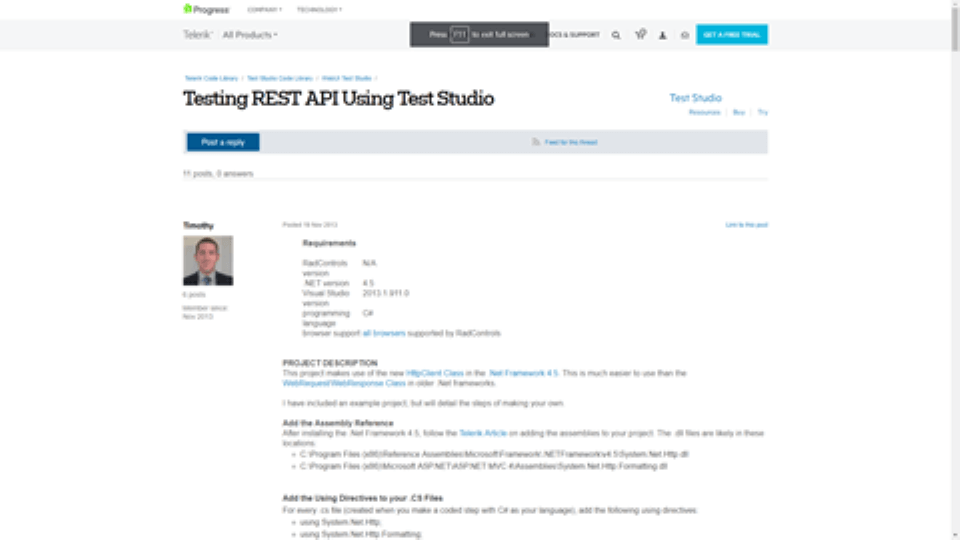 Progress
COMPANY TECHNOLOGY
Telerik All Products
Press F11 to exit full screen
DOCS & SUPPORT
GET A FREE TRIAL
Telerik Code Library / Test Studio Code Library / WebUI Test Studio /
Testing REST API Using Test Studio
Test Studio
Resources Buy Try
Post a reply
Feed for this thread
11 posts, 0 answers
Timothy
6 posts
Member since:
Nov 2013
Posted 19 Nov 2013
Link to this post
Requirements
RadControls version N/A
.NET version 4.5
Visual Studio version 2013.1.911.0
programming language C#
browser support all browsers supported by RadControls
PROJECT DESCRIPTION
This project makes use of the new HttpClient Class in the .Net Framework 4.5. This is much easier to use than the
WebRequest/WebResponse Class in older .Net frameworks.
I have included an example project, but will detail the steps of making your own.
Add the Assembly Reference
After installing the .Net Framework 4.5, follow the Telerik Article on adding the assemblies to your project. The .dll files are likely in these
locations.
C:\Program Files (x86)\Reference Assemblies\Microsoft\Framework\.NETFramework\v4.5\System.Net.Http.dll
C:\Program Files (x86)\Microsoft ASP.NET\ASP.NET MVC 4\Assemblies\System.Net.Http.Formatting.dll
Add the Using Directives to your .CS Files
For every .cs file (created when you make a coded step with C# as your language), add the following using directives:
using System.Net.Http;
using System.Net.Http.Formatting;